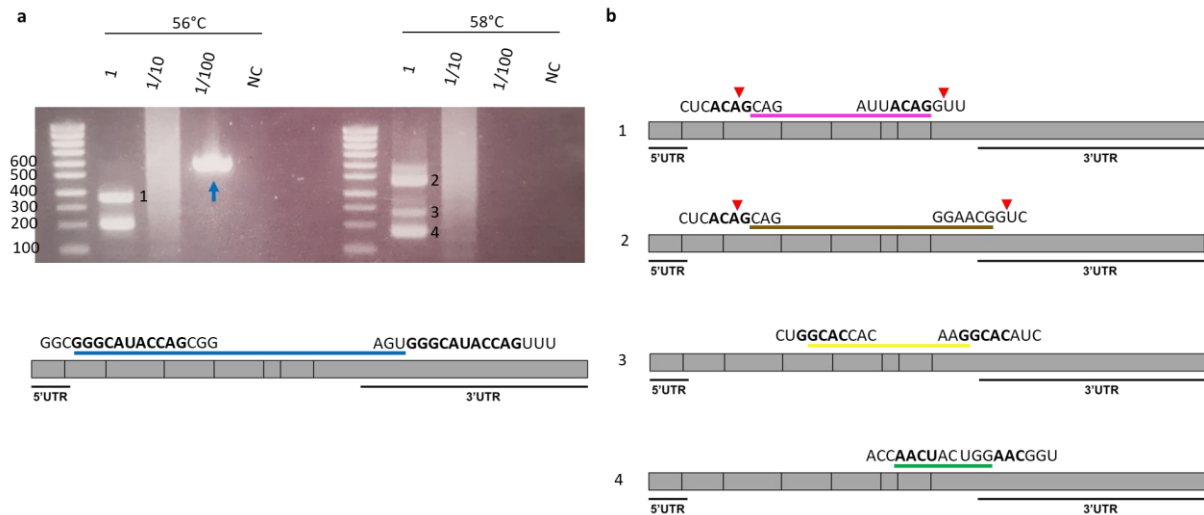 a
56°C
58°C
1
1/10
1/100
NC
1
1/10
1/100
NC
600
500
400
300
200
100
1
2
3
4
GGCGGGCAUACCAGCGG
AGUGGGCAUACCAGUUU
5'UTR
3'UTR
b
CUCACAGCAG
AUUACAGGUU
1
5'UTR
3'UTR
CUCACAGCAG
GGAACGGUC
2
5'UTR
3'UTR
CUGGCACCAC
AAGGCACAUC
3
5'UTR
3'UTR
ACCAACUAC UGGAACGGU
4
5'UTR
3'UTR